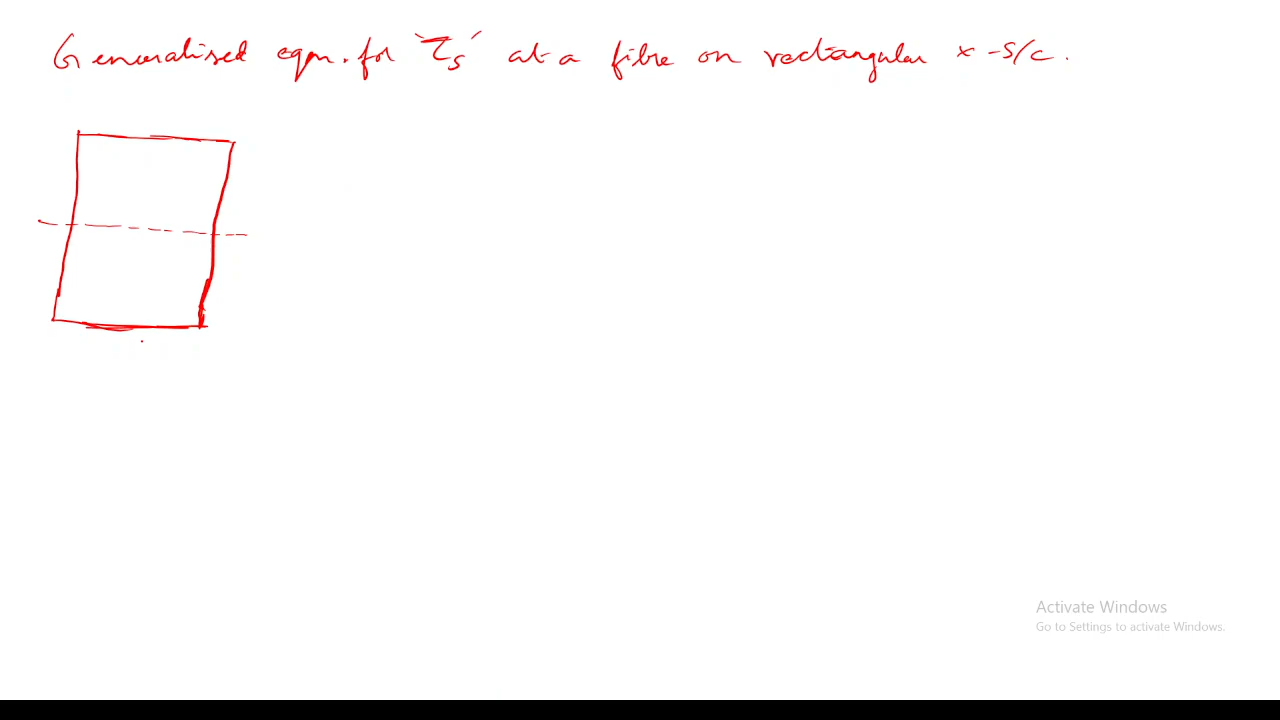 Generalised eqn. for 'τs' at a fibre on rectangular x-s/c.
Activate Windows
Go to Settings to activate Windows.